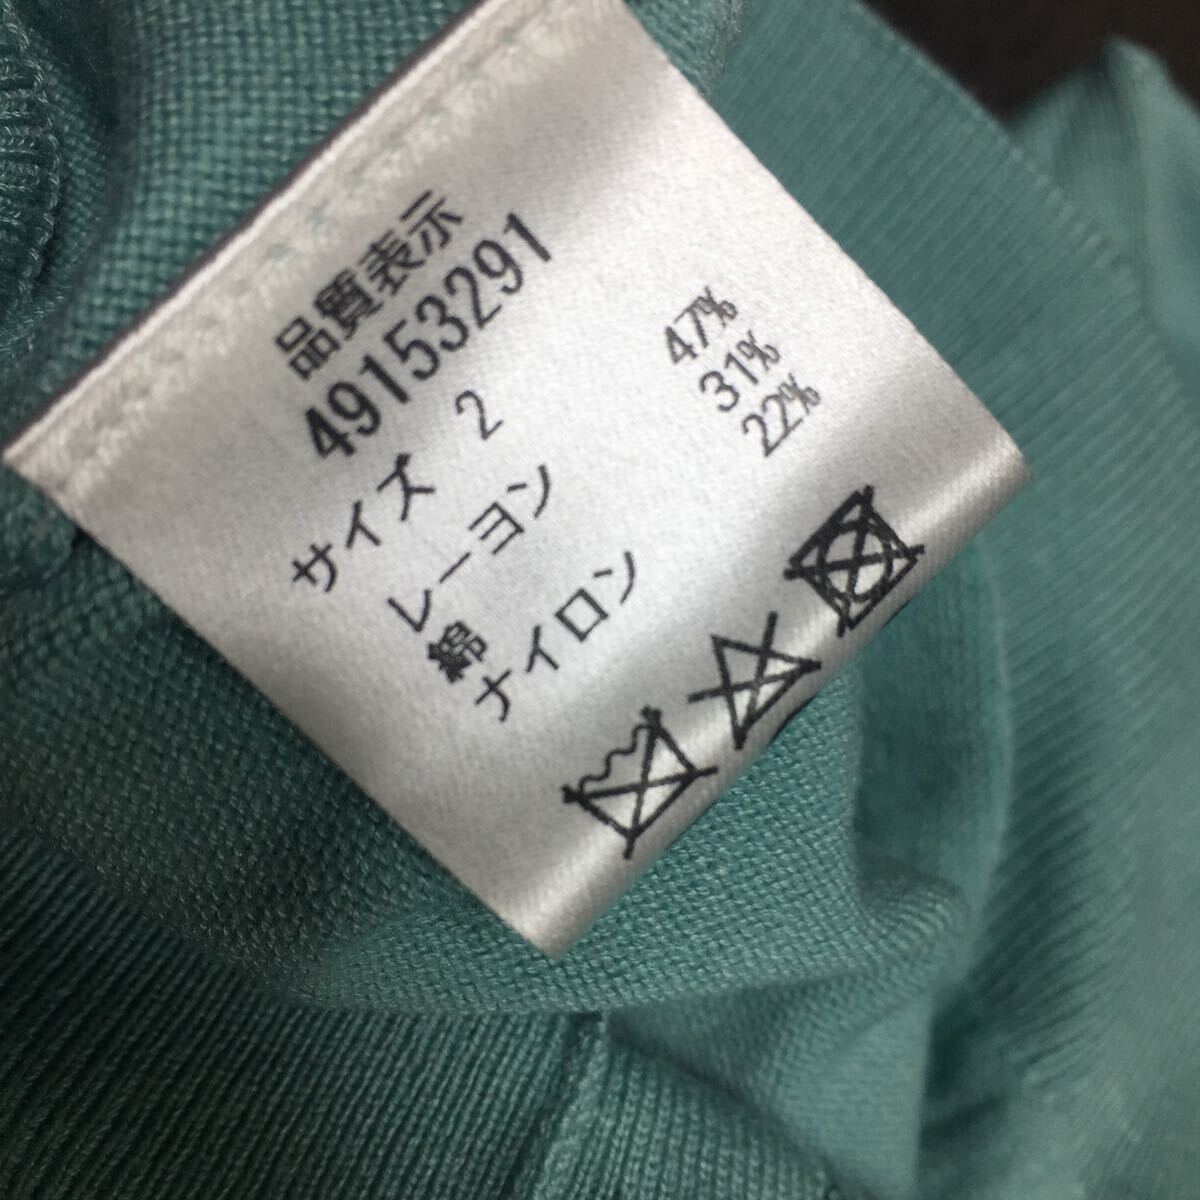 品質表示
49153291
サイズ 2
レーヨン 47%
綿 31%
ナイロン 22%